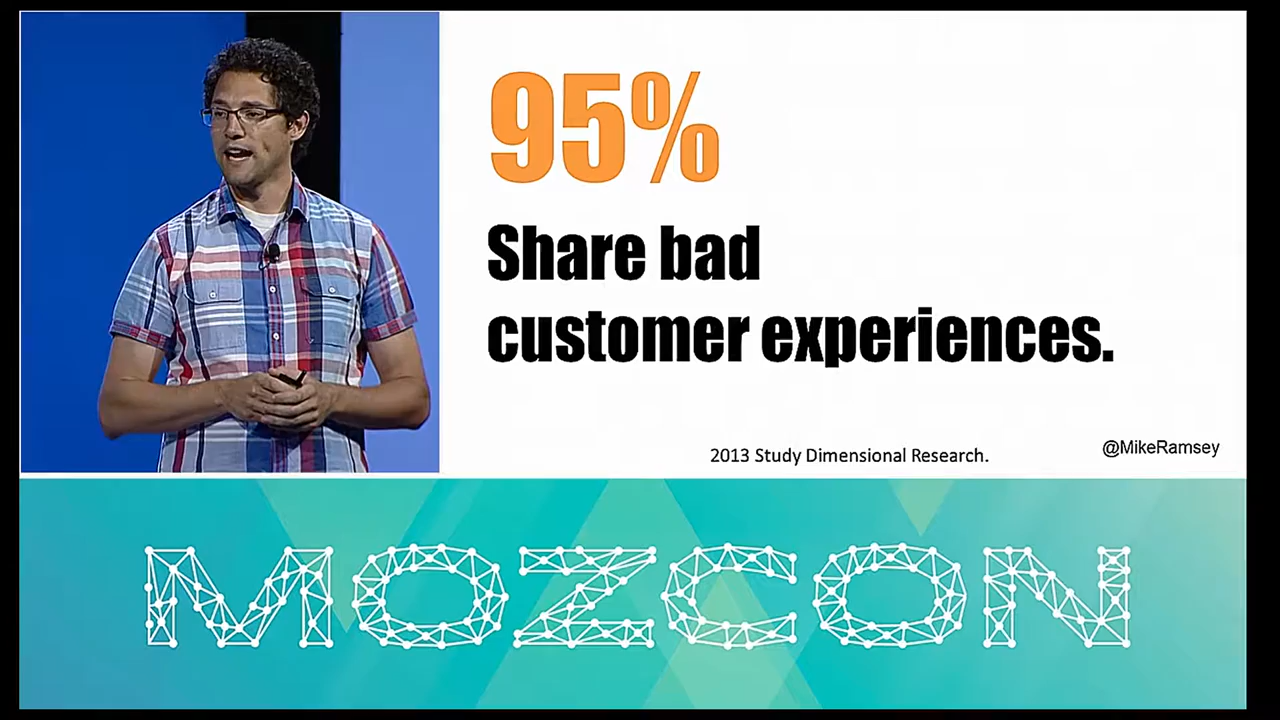 95%
Share bad
customer experiences.
2013 Study Dimensional Research.
@MikeRamsey
MOZCON